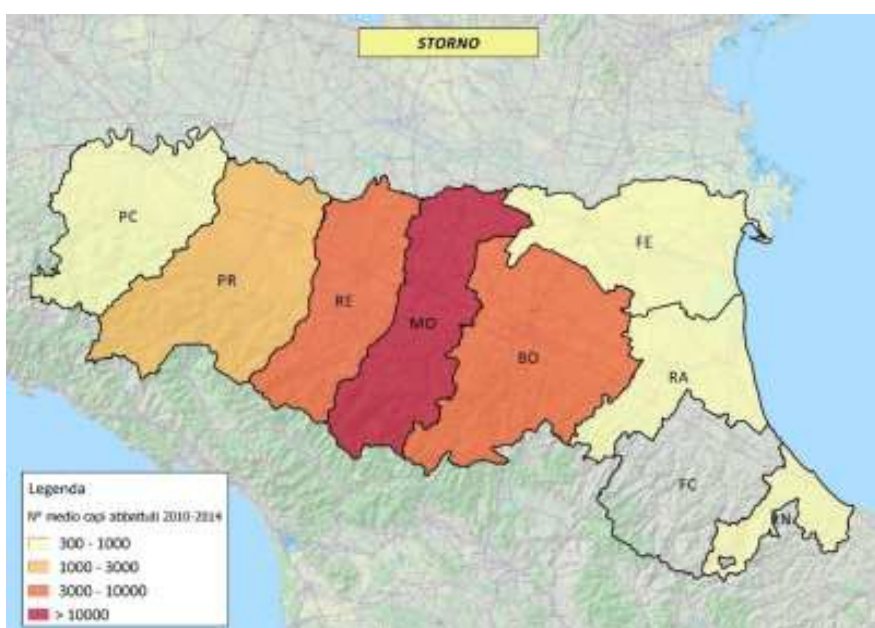 STORNO
PC
PR
RE
MO
BO
FE
RA
FC
RN
Legenda
N° medio capi abbattuti 2010-2014
300 - 1000
1000 - 3000
3000 - 10000
> 10000